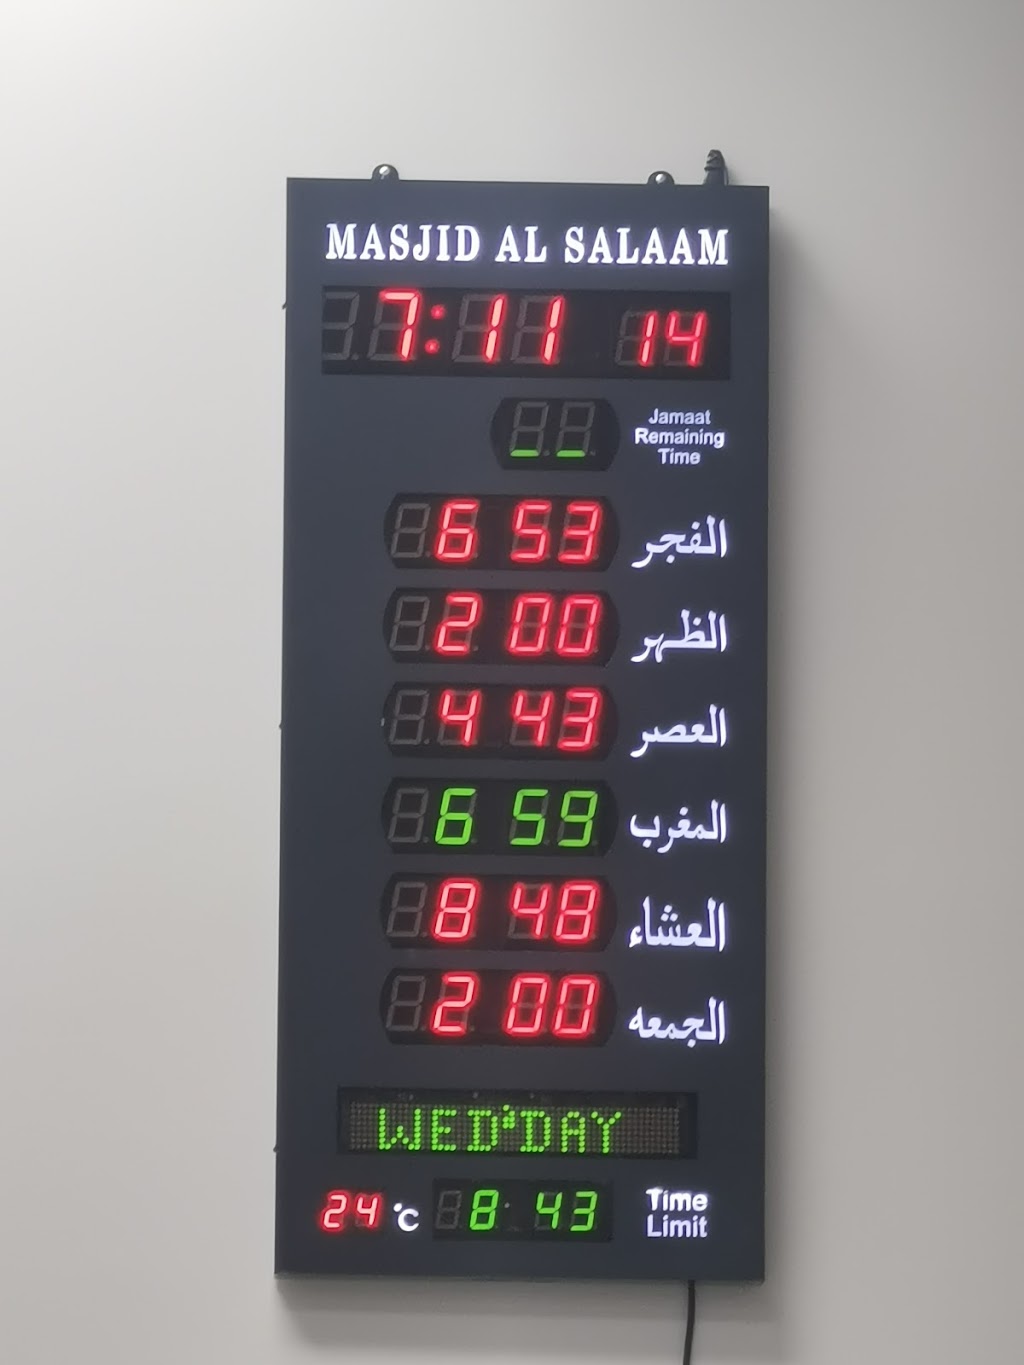 MASJID AL SALAAM
7:11 14
Jamaat
Remaining
Time
6 53 الفجر
2 00 الظهر
4 43 العصر
6 59 المغرب
8 48 العشاء
2 00 الجمعه
WED'DAY
24 °C 8 43 Time
Limit